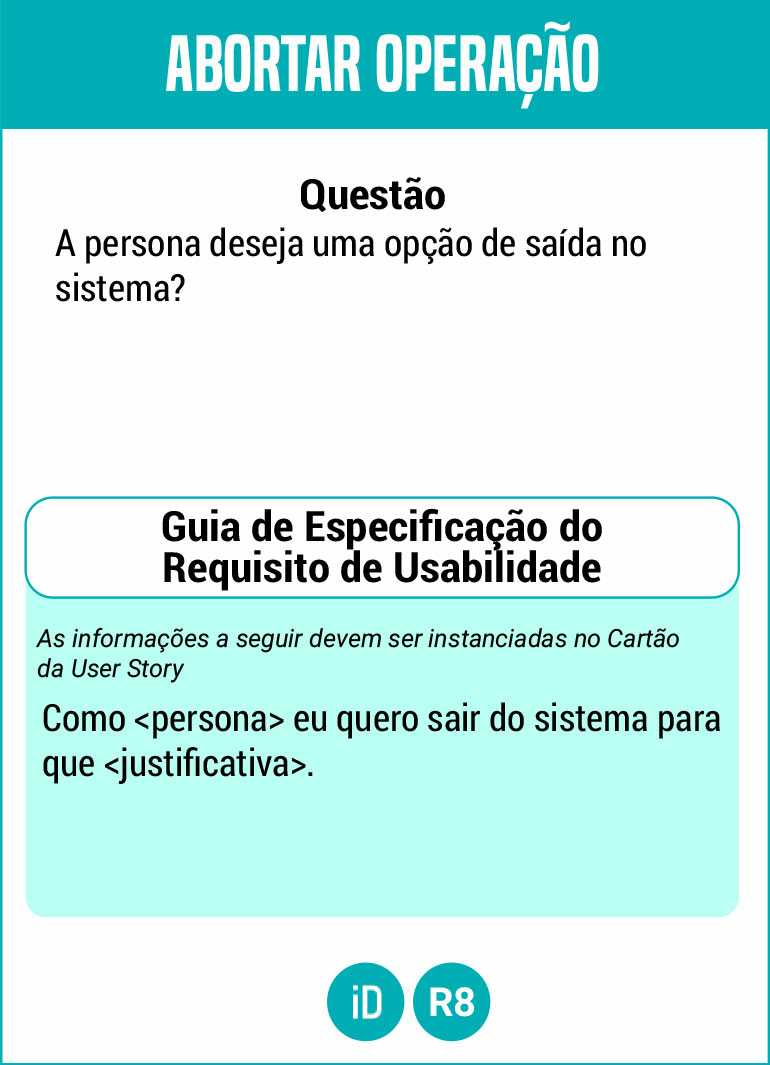 ABORTAR OPERAÇÃO
Questão
A persona deseja uma opção de saída no
sistema?
Guia de Especificação do
Requisito de Usabilidade
As informações a seguir devem ser instanciadas no Cartão
da User Story
Como <persona> eu quero sair do sistema para
que <justificativa>.
iD R8